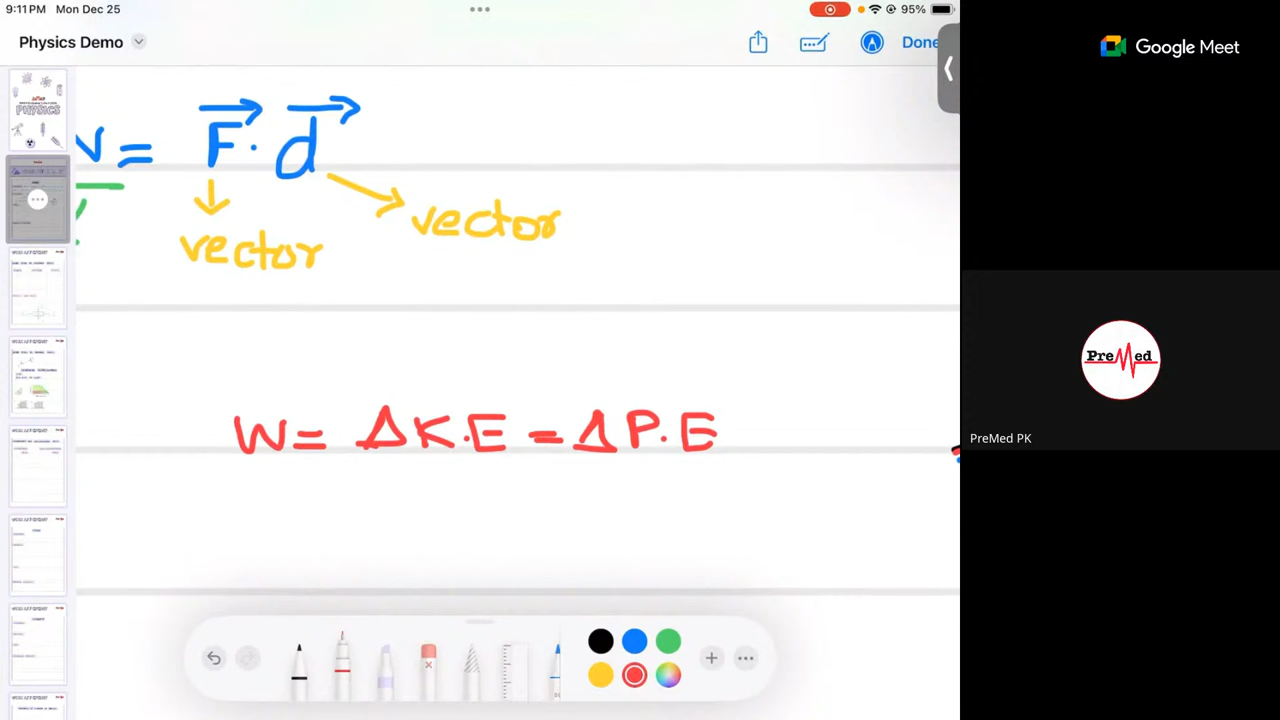 9:11 PM Mon Dec 25
95%
Physics Demo
Done
Google Meet
PHYSICS
= F · d
vector
vector
W = ΔK.E = ΔP.E
PreMed
PreMed PK